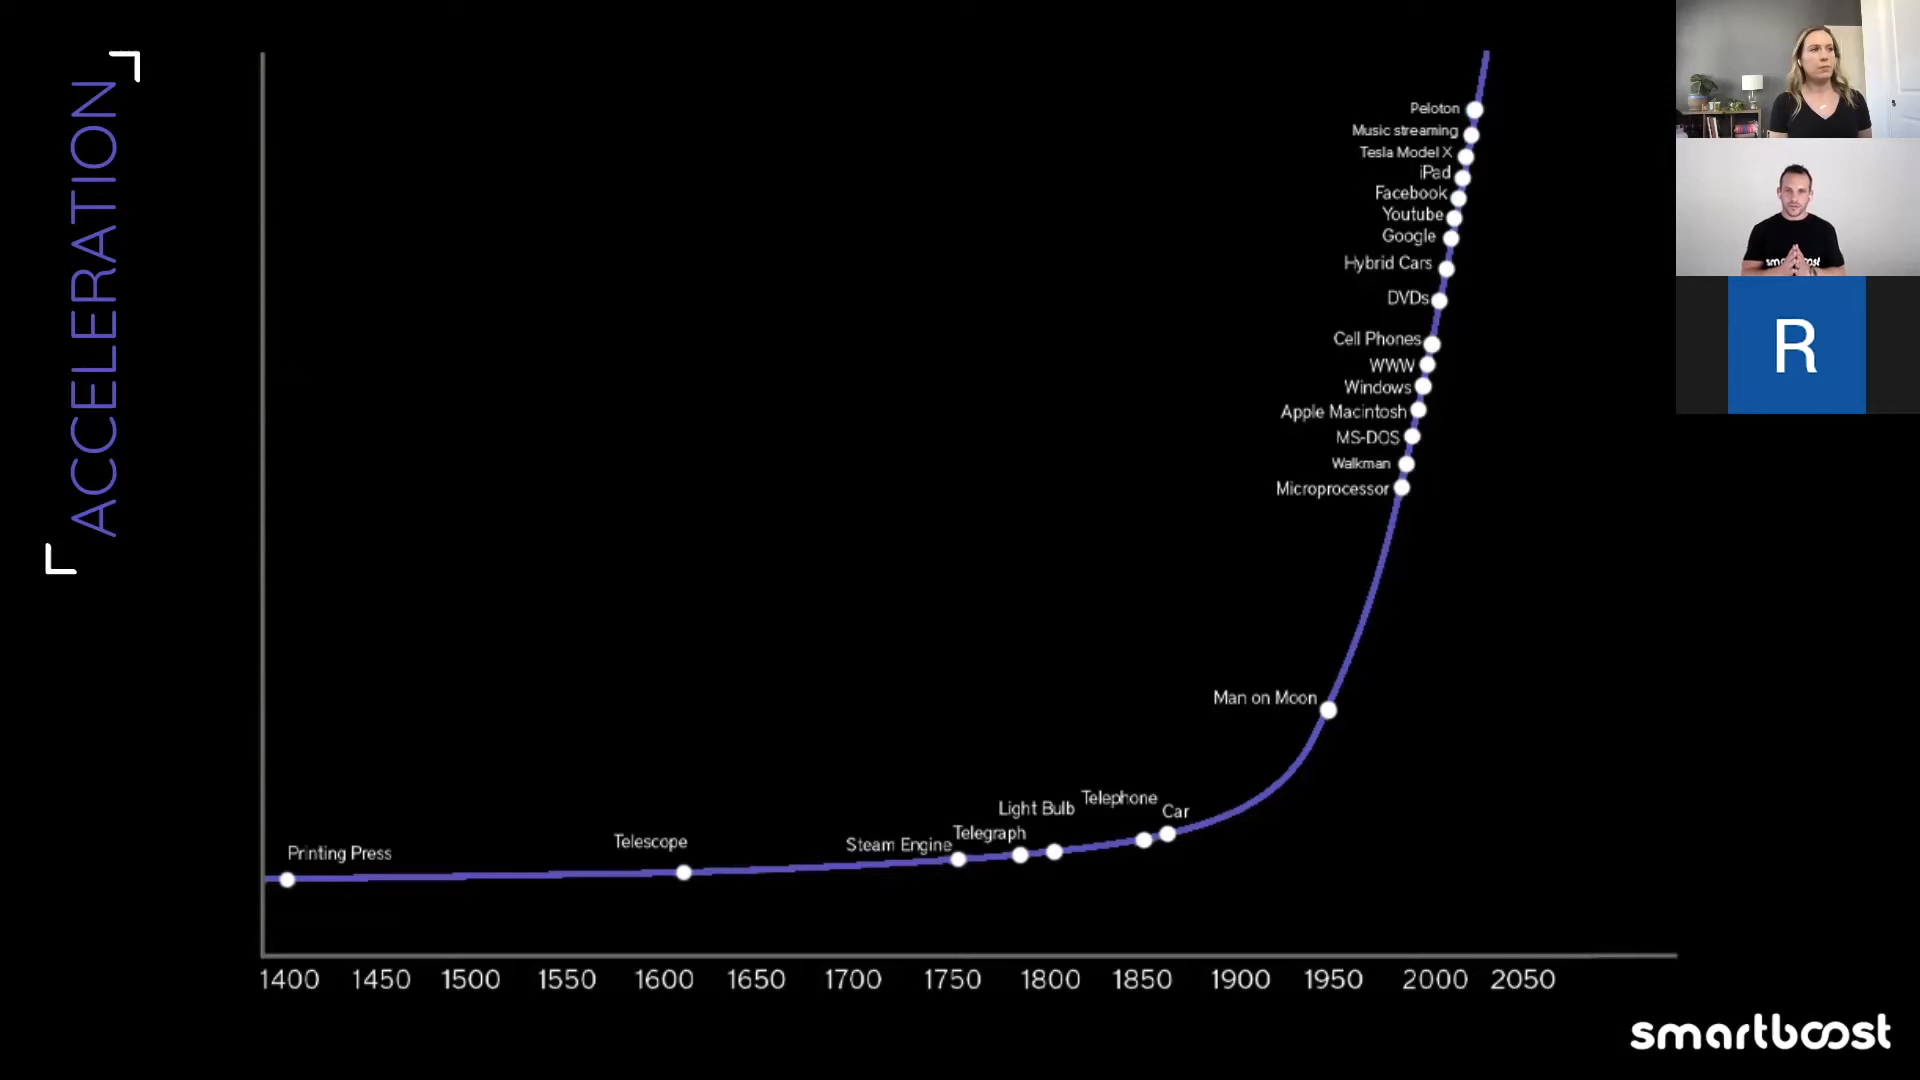 ACCELERATION
Peloton
Music streaming
Tesla Model X
iPad
Facebook
Youtube
Google
Hybrid Cars
DVDs
Cell Phones
WWW
Windows
Apple Macintosh
MS-DOS
Walkman
Microprocessor
Man on Moon
Telephone
Light Bulb
Car
Telegraph
Telescope
Steam Engine
Printing Press
1400 1450 1500 1550 1600 1650 1700 1750 1800 1850 1900 1950 2000 2050
smartboost
R